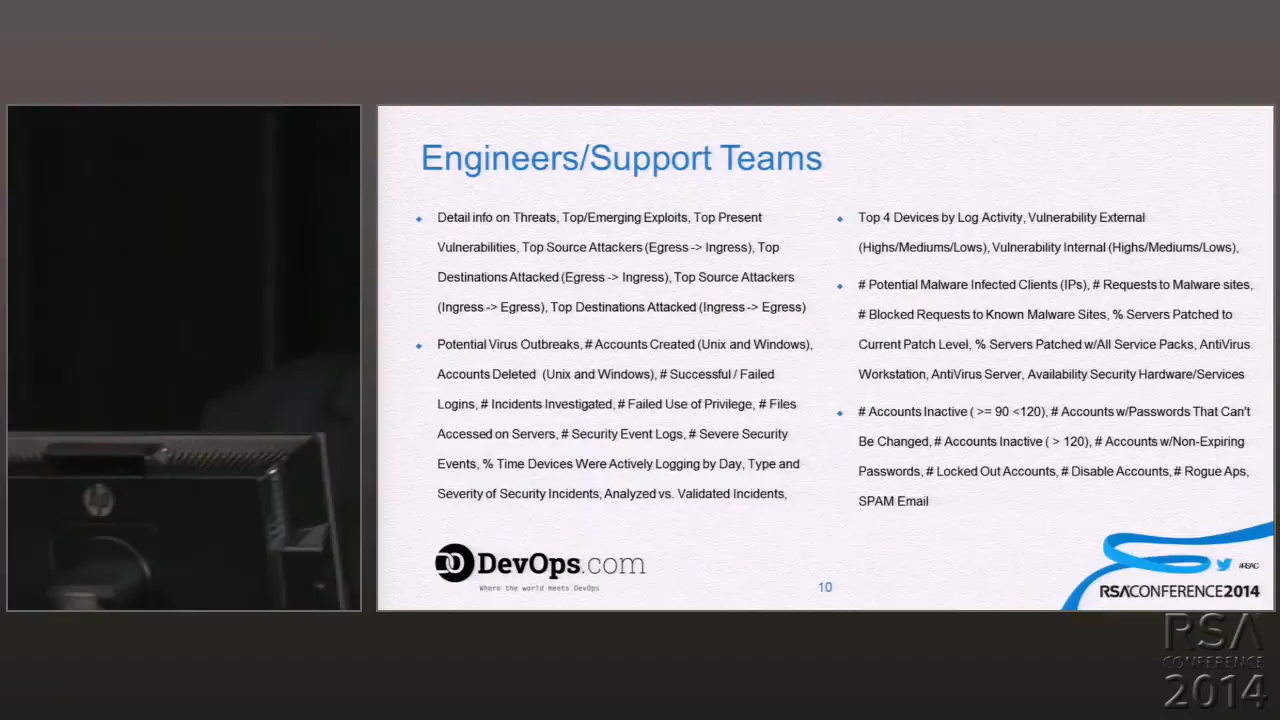 Engineers/Support Teams
Detail info on Threats, Top/Emerging Exploits, Top Present
Vulnerabilities, Top Source Attackers (Egress -> Ingress), Top
Destinations Attacked (Egress -> Ingress), Top Source Attackers
(Ingress -> Egress), Top Destinations Attacked (Ingress -> Egress)
Potential Virus Outbreaks, # Accounts Created (Unix and Windows),
Accounts Deleted (Unix and Windows), # Successful / Failed
Logins, # Incidents Investigated, # Failed Use of Privilege, # Files
Accessed on Servers, # Security Event Logs, # Severe Security
Events, % Time Devices Were Actively Logging by Day, Type and
Severity of Security Incidents, Analyzed vs. Validated Incidents,
Top 4 Devices by Log Activity, Vulnerability External
(Highs/Mediums/Lows), Vulnerability Internal (Highs/Mediums/Lows),
# Potential Malware Infected Clients (IPs), # Requests to Malware sites,
# Blocked Requests to Known Malware Sites, % Servers Patched to
Current Patch Level, % Servers Patched w/All Service Packs, AntiVirus
Workstation, AntiVirus Server, Availability Security Hardware/Services
# Accounts Inactive ( >= 90 <120), # Accounts w/Passwords That Can't
Be Changed, # Accounts Inactive ( > 120), # Accounts w/Non-Expiring
Passwords, # Locked Out Accounts, # Disable Accounts, # Rogue Aps,
SPAM Email
DevOps.com
Where the world meets DevOps
10
#RSAC
RSACONFERENCE2014
hp
RSA
CONFERENCE
2014